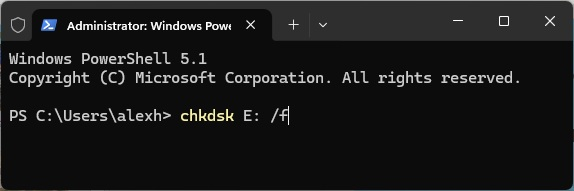 Administrator: Windows Powe
Windows PowerShell 5.1
Copyright (C) Microsoft Corporation. All rights reserved.
PS C:\Users\alexh> chkdsk E: /f